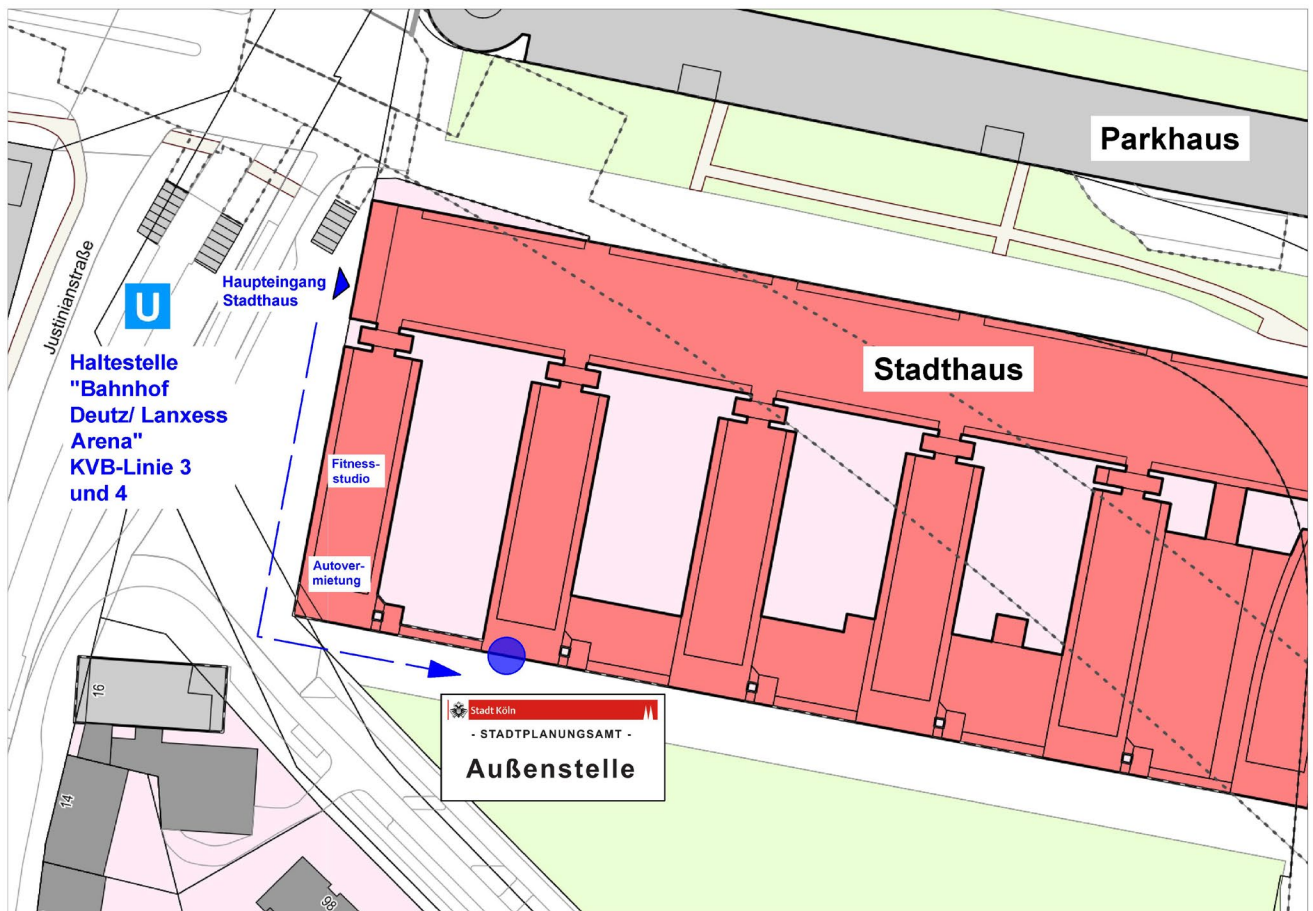 Parkhaus
Justinianstraße
Haupteingang
Stadthaus
U
Haltestelle
"Bahnhof
Deutz/ Lanxess
Arena"
KVB-Linie 3
und 4
Stadthaus
Fitness-
studio
Autover-
mietung
16
14
98
Stadt Köln
- STADTPLANUNGSAMT -
Außenstelle